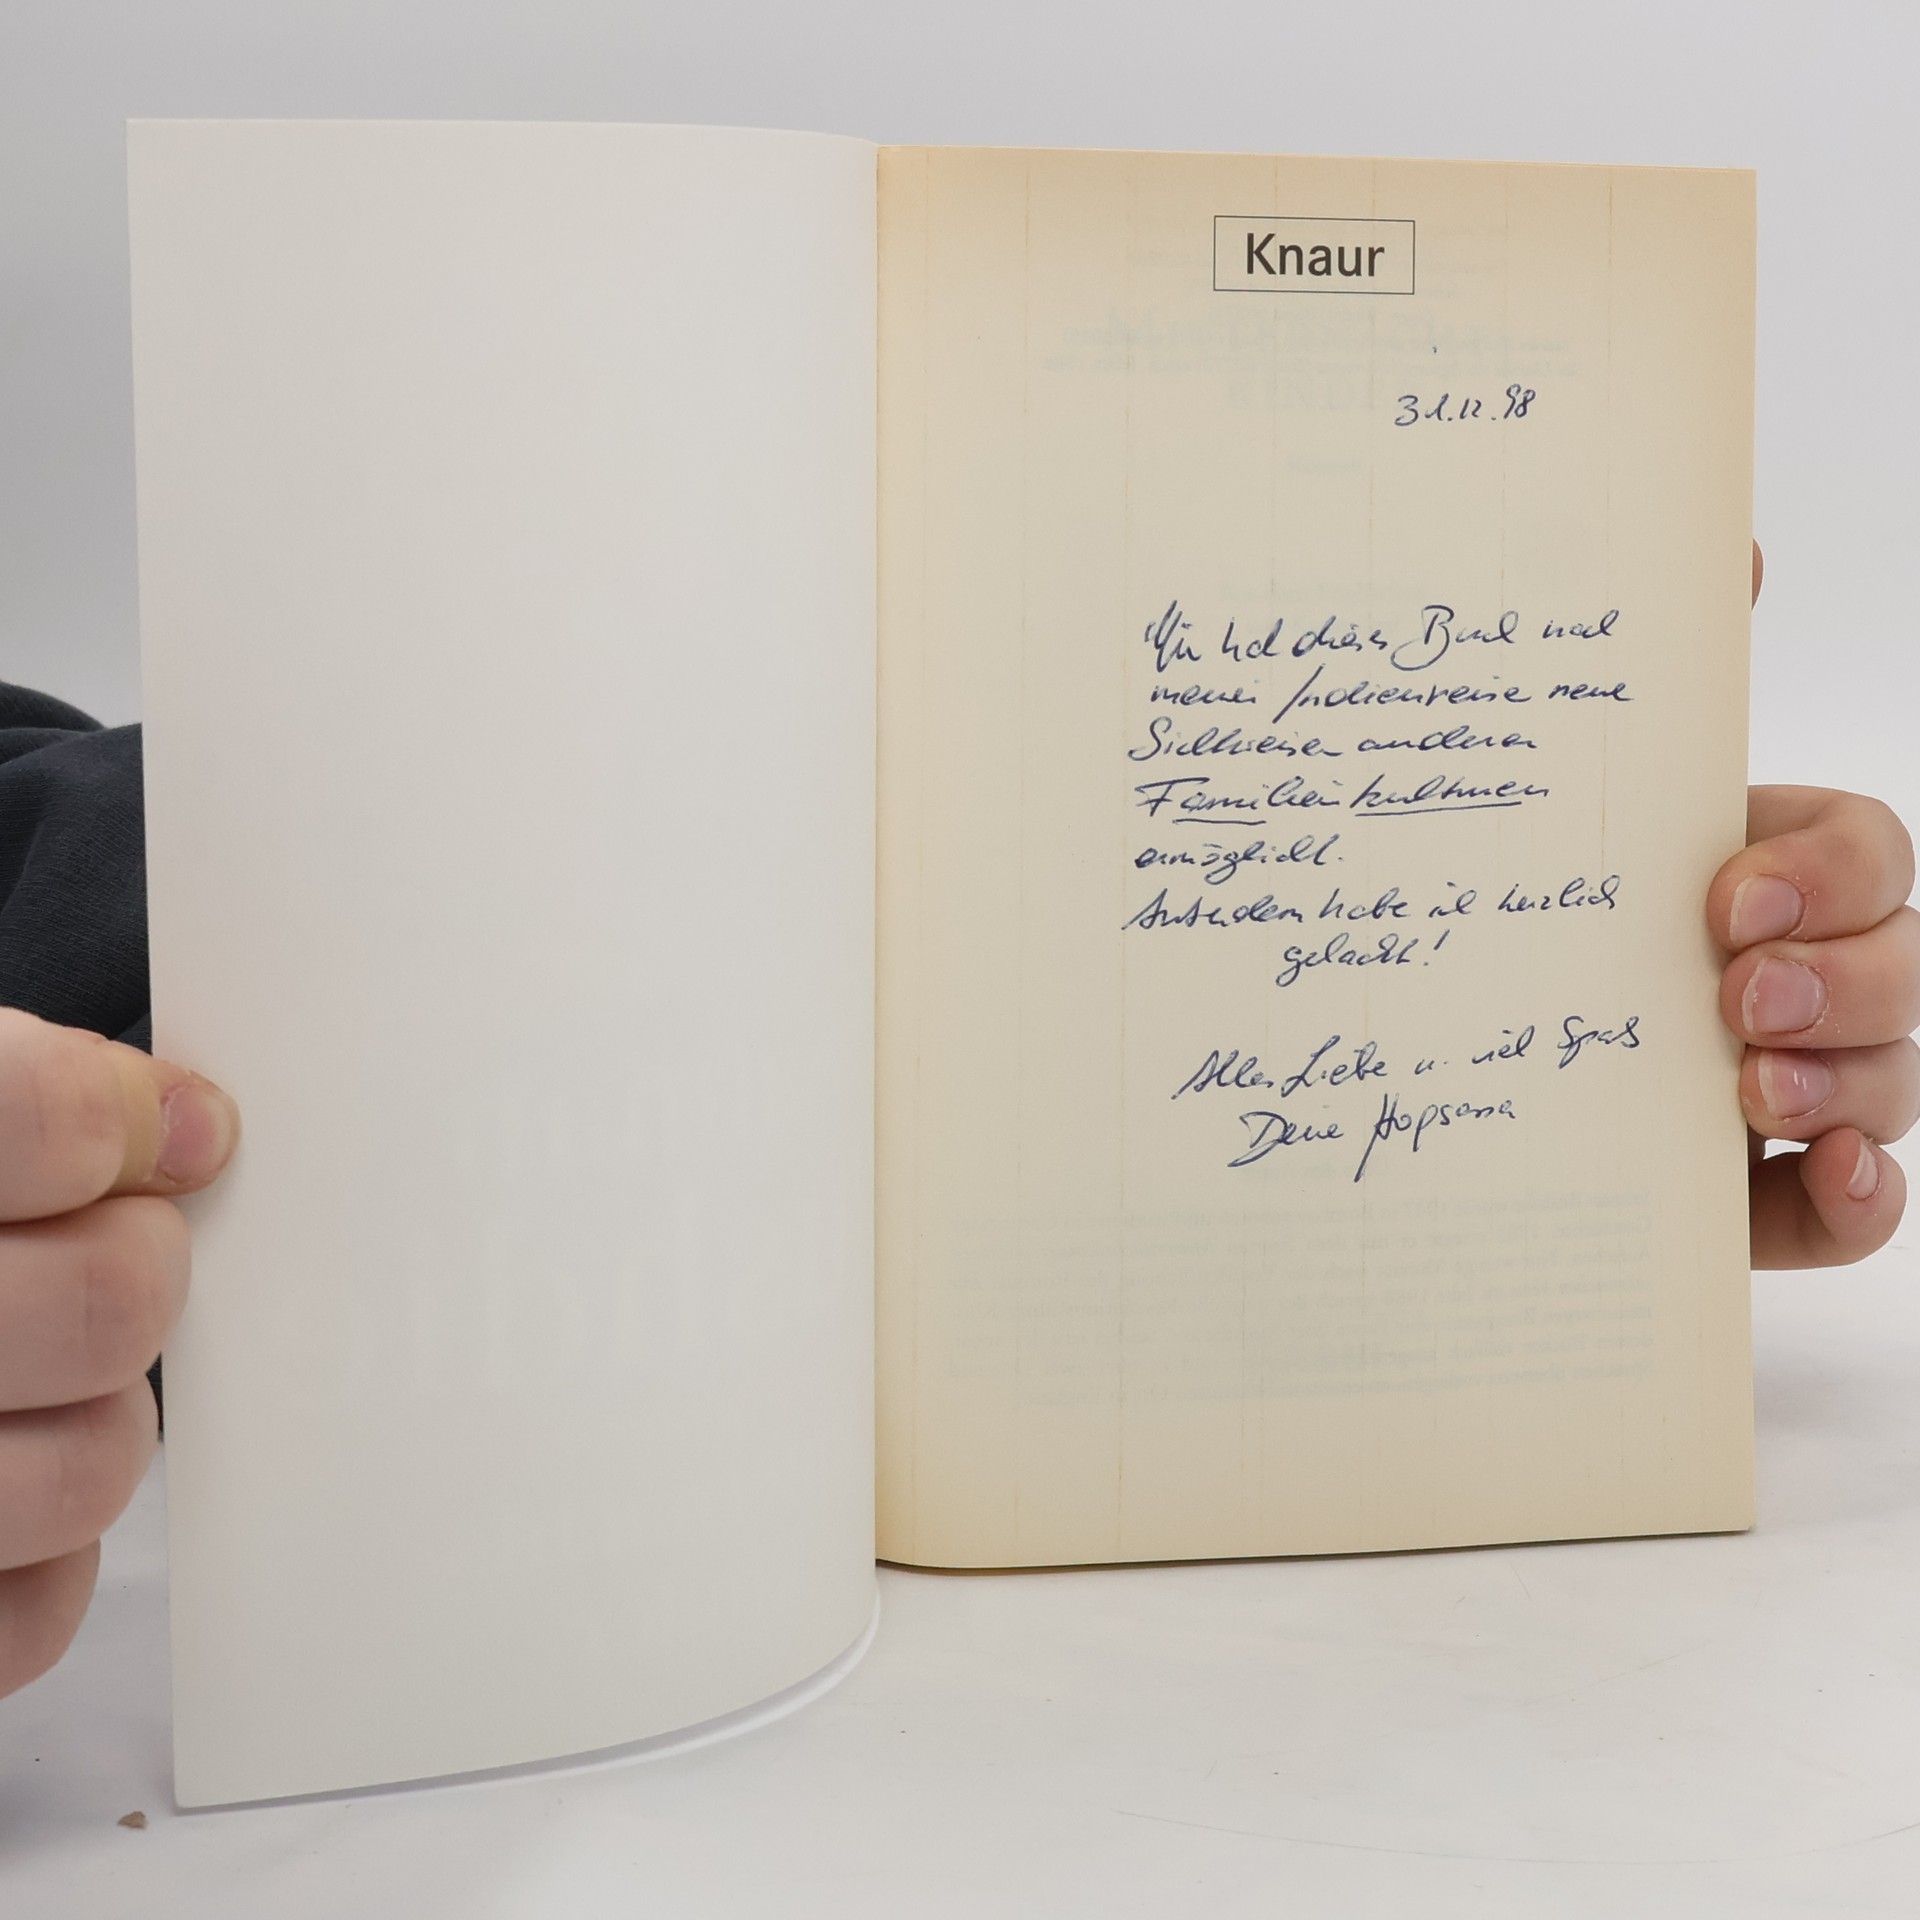 Knaur
31.12.98
Mir hat dieses Buch nach
meiner Indienreise neue
Sichtweisen anderer
Familienkulturen
ermöglicht.
Außerdem habe ich herzlich
gelacht!
Alles Liebe u. viel Spaß
Deine Hopsassa